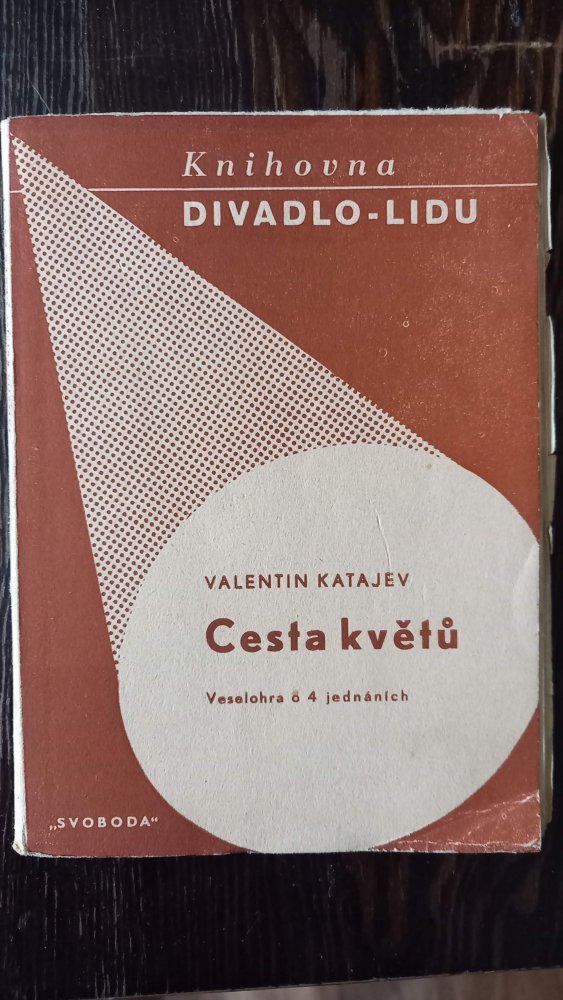 Knihovna
DIVADLO-LIDU
VALENTIN KATAJEV
Cesta květů
Veselohra o 4 jednáních
„SVOBODA“